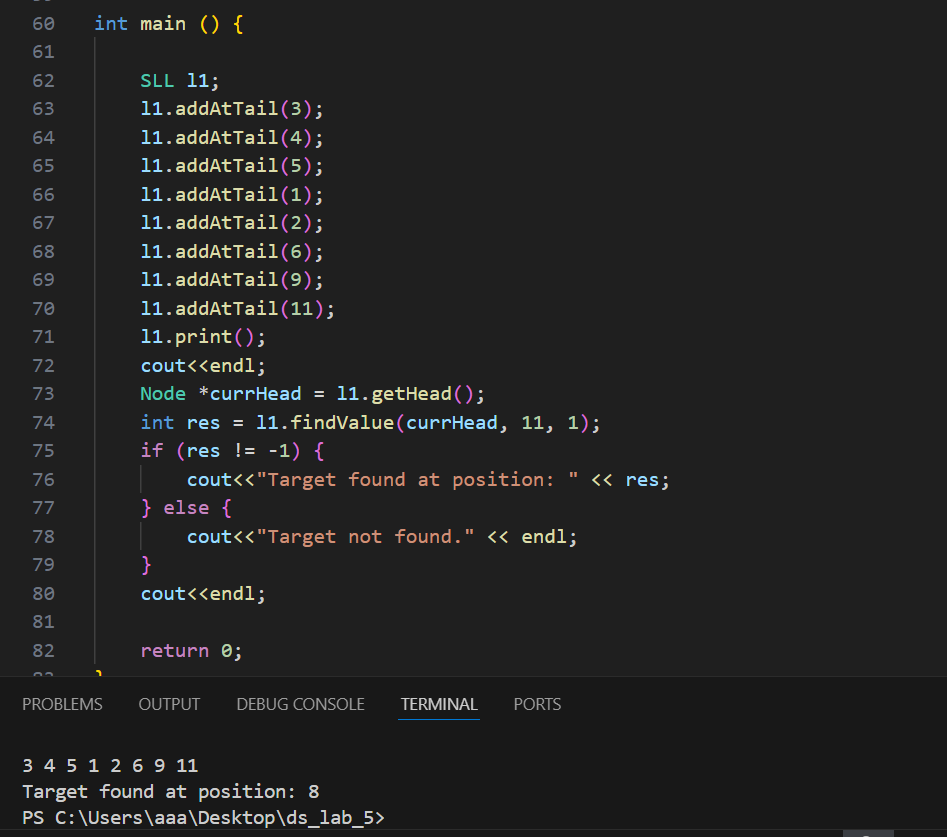 60 int main () {
61
62 SLL l1;
63 l1.addAtTail(3);
64 l1.addAtTail(4);
65 l1.addAtTail(5);
66 l1.addAtTail(1);
67 l1.addAtTail(2);
68 l1.addAtTail(6);
69 l1.addAtTail(9);
70 l1.addAtTail(11);
71 l1.print();
72 cout<<endl;
73 Node *currHead = l1.getHead();
74 int res = l1.findValue(currHead, 11, 1);
75 if (res != -1) {
76 cout<<"Target found at position: " << res;
77 } else {
78 cout<<"Target not found." << endl;
79 }
80 cout<<endl;
81
82 return 0;
PROBLEMS OUTPUT DEBUG CONSOLE TERMINAL PORTS
3 4 5 1 2 6 9 11
Target found at position: 8
PS C:\Users\aaa\Desktop\ds_lab_5>